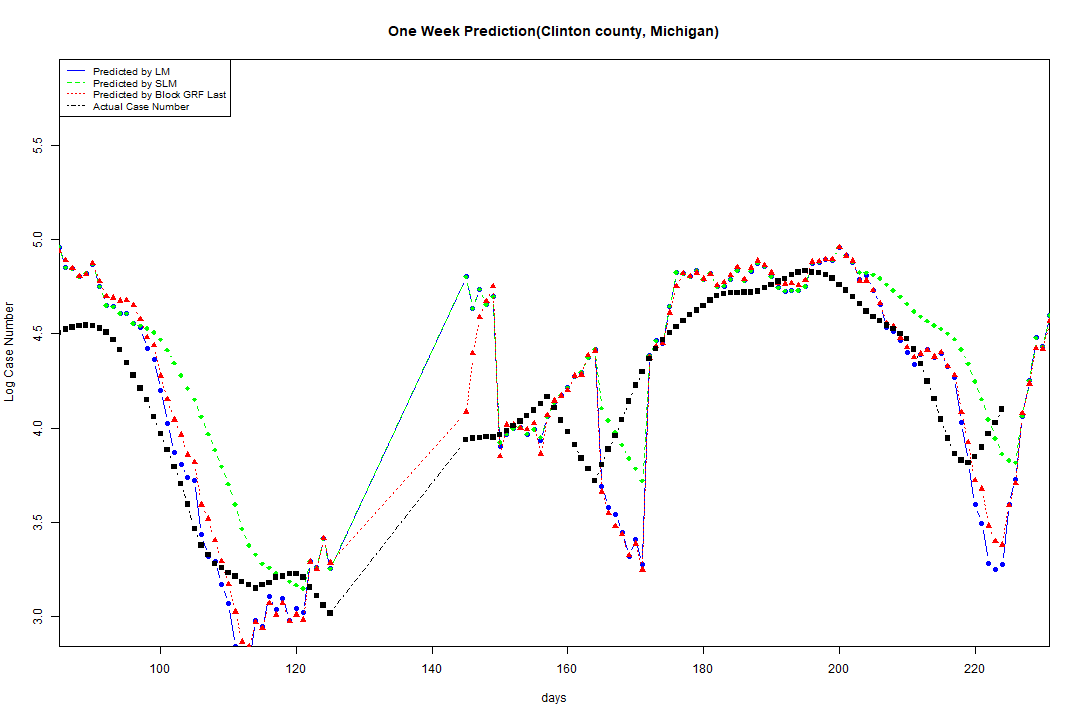 One Week Prediction(Clinton county, Michigan)
Predicted by LM
Predicted by SLM
Predicted by Block GRF Last
Actual Case Number
Log Case Number
5.5
5.0
4.5
4.0
3.5
3.0
100 120 140 160 180 200 220
days